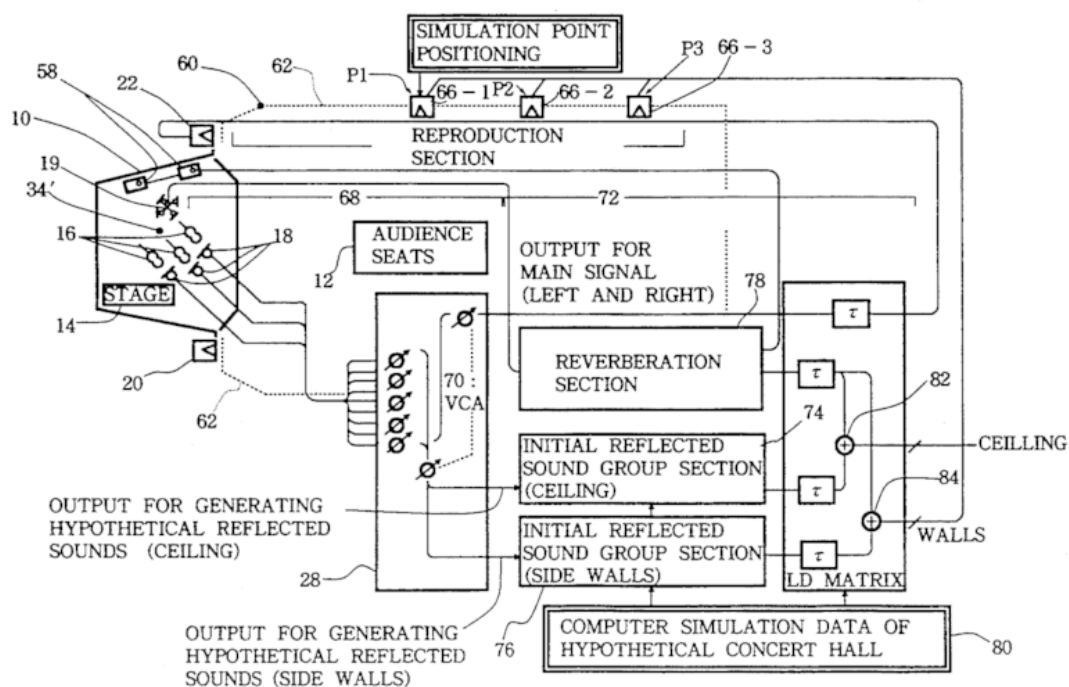 SIMULATION POINT
POSITIONING
58
22
60
62
P1
66-1
P2
66-2
P3
66-3
10
REPRODUCTION
SECTION
19
34'
68
72
16
18
AUDIENCE
SEATS
12
OUTPUT FOR
MAIN SIGNAL
(LEFT AND RIGHT)
78
STAGE
14
τ
20
REVERBERATION
SECTION
τ
62
70 :
VCA
82
74
CEILLING
INITIAL REFLECTED
SOUND GROUP SECTION
(CEILING)
τ
84
OUTPUT FOR GENERATING
HYPOTHETICAL REFLECTED
SOUNDS (CEILING)
INITIAL REFLECTED
SOUND GROUP SECTION
(SIDE WALLS)
τ
WALLS
28
LD MATRIX
OUTPUT FOR GENERATING
HYPOTHETICAL REFLECTED
SOUNDS (SIDE WALLS)
76
COMPUTER SIMULATION DATA OF
HYPOTHETICAL CONCERT HALL
80